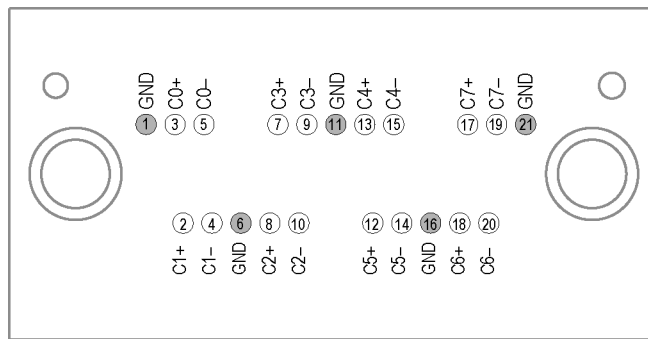 GND C0+ C0– C3+ C3– GND C4+ C4– C7+ C7– GND
1 3 5 7 9 11 13 15 17 19 21
2 4 6 8 10 12 14 16 18 20
C1+ C1– GND C2+ C2– C5+ C5– GND C6+ C6–